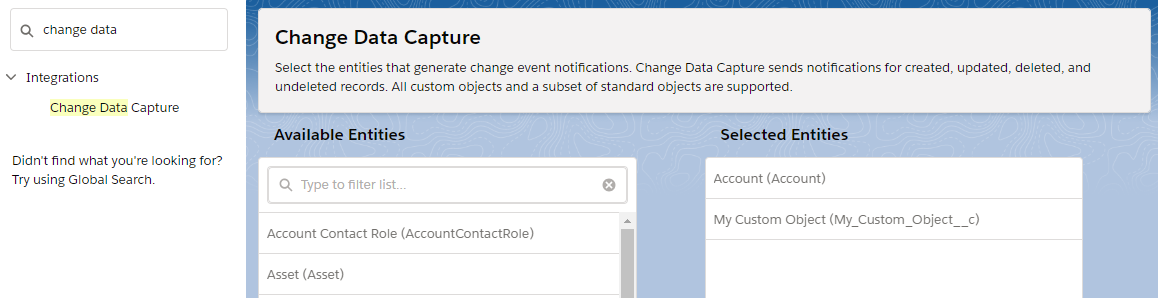 change data
Integrations
Change Data Capture
Didn't find what you're looking for?
Try using Global Search.
Change Data Capture
Select the entities that generate change event notifications. Change Data Capture sends notifications for created, updated, deleted, and
undeleted records. All custom objects and a subset of standard objects are supported.
Available Entities
Type to filter list...
Account Contact Role (AccountContactRole)
Asset (Asset)
Selected Entities
Account (Account)
My Custom Object (My_Custom_Object__c)